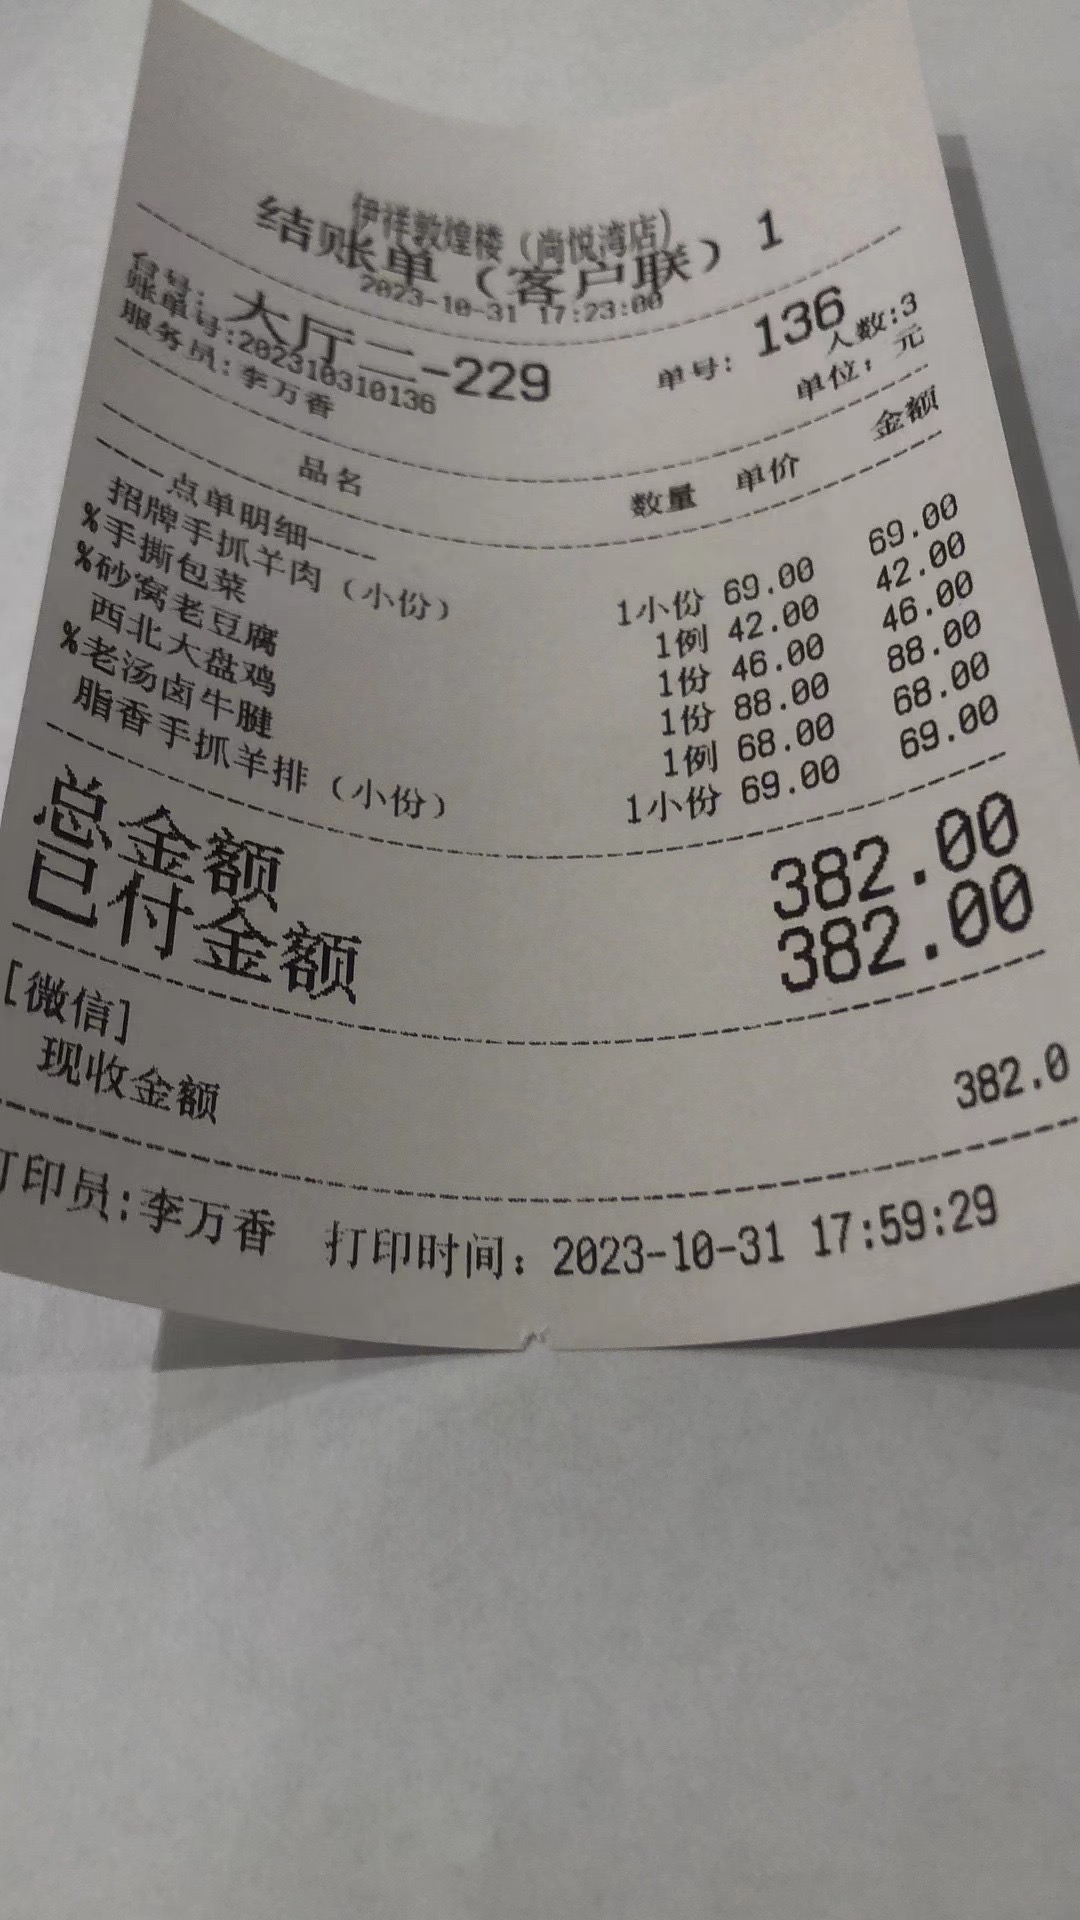 伊祥敦煌楼（尚悦湾店）
结账单（客户联）1
2023-10-31 17:23:00
台号：大厅二-229 单号：136
账单号:202310310136 人数:3
服务员:李万香 单位：元
品名 数量 单价 金额
----点单明细----
招牌手抓羊肉（小份） 1小份 69.00 69.00
%手撕包菜 1例 42.00 42.00
%砂窝老豆腐 1份 46.00 46.00
西北大盘鸡 1份 88.00 88.00
%老汤卤牛腱 1例 68.00 68.00
脂香手抓羊排（小份） 1小份 69.00 69.00
总金额 382.00
已付金额 382.00
[微信]
现收金额 382.0
打印员:李万香 打印时间：2023-10-31 17:59:29